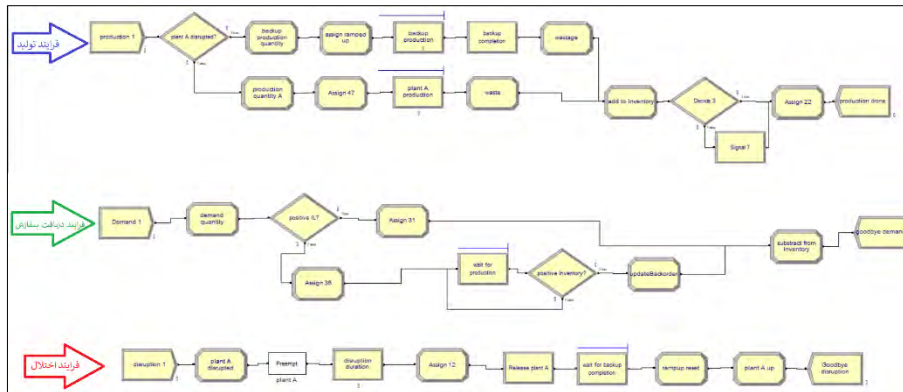 فرایند تولید
production 1
plant A disrupted?
backup
production
quantity
assign ramped
up
backup
production
backup
completion
wastage
production
quantity A
Assign 47
plant A
production
waste
add to inventory
Decide 3
Signal 7
Assign 22
production done
فرایند دریافت سفارش
Demand 1
demand
quantity
positive IL?
Assign 31
Assign 36
wait for
production
positive inventory?
updateBackorder
substract from
inventory
goodbye demand
فرایند اختلال
disruption 1
plant A
disrupted
Preempt
plant A
disruption
duration
Assign 12
Release plant A
wait for backup
completion
rampup reset
plant A up
Goodbye
disruption